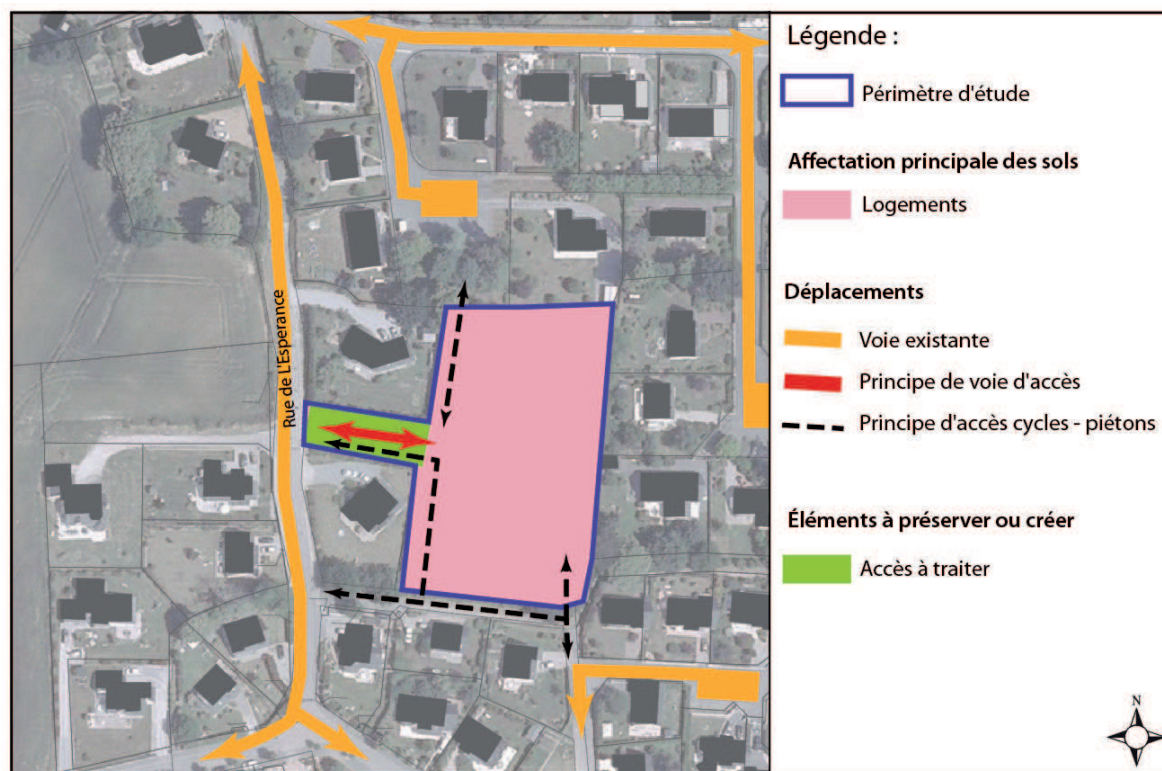 Rue de L'Esperance
Légende :
Périmètre d'étude
Affectation principale des sols
Logements
Déplacements
Voie existante
Principe de voie d'accès
Principe d'accès cycles - piétons
Éléments à préserver ou créer
Accès à traiter
N